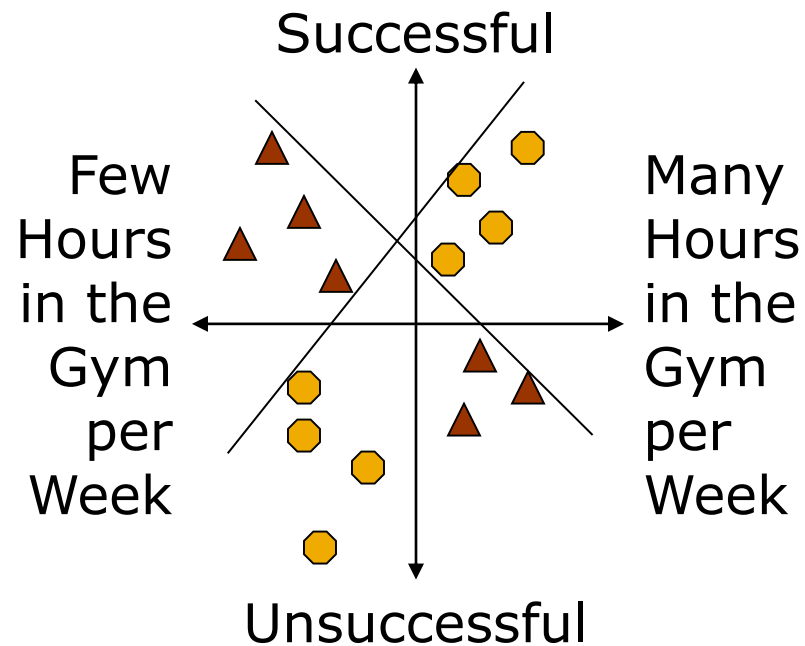 Successful
Few
Hours
in the
Gym
per
Week
Many
Hours
in the
Gym
per
Week
Unsuccessful